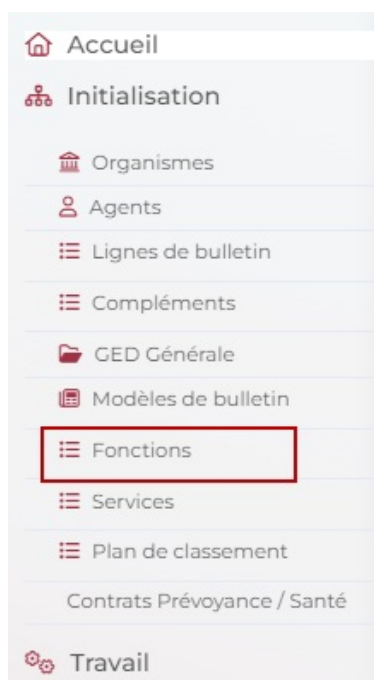 Accueil
Initialisation
Organismes
Agents
Lignes de bulletin
Compléments
GED Générale
Modèles de bulletin
Fonctions
Services
Plan de classement
Contrats Prévoyance / Santé
Travail